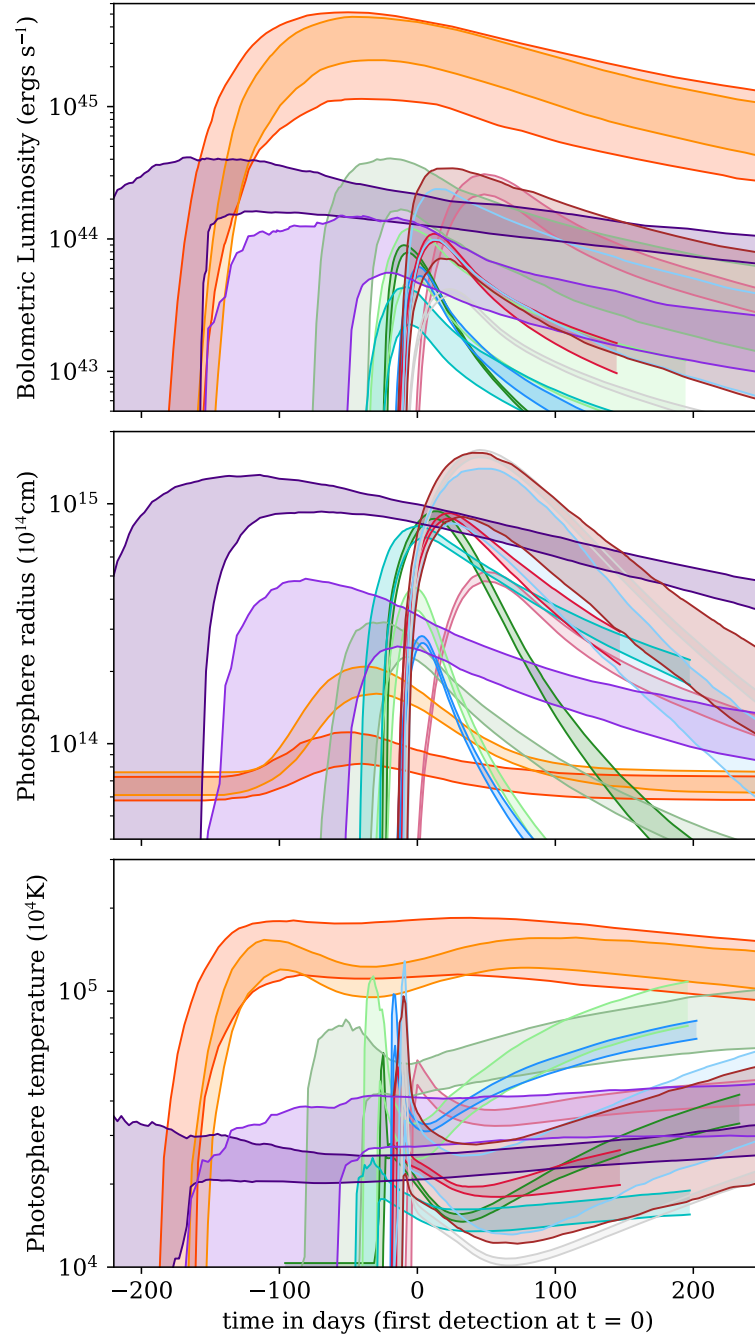 Bolometric Luminosity (ergs s⁻¹)
10⁴⁵
10⁴⁴
10⁴³
Photosphere radius (10¹⁴cm)
10¹⁵
10¹⁴
Photosphere temperature (10⁴K)
10⁵
10⁴
−200 −100 0 100 200
time in days (first detection at t = 0)